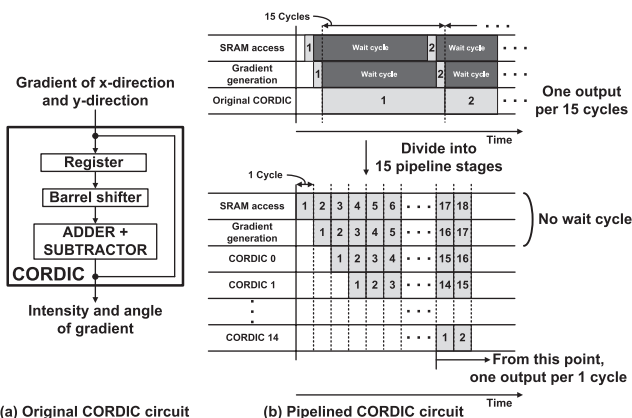 Gradient of x-direction
and y-direction
Register
Barrel shifter
ADDER +
SUBTRACTOR
CORDIC
Intensity and angle
of gradient
(a) Original CORDIC circuit
15 Cycles
SRAM access 1 Wait cycle 2 Wait cycle
Gradient
generation 1 Wait cycle 2 Wait cycle
Original CORDIC 1 2
Time
One output
per 15 cycles
Divide into
15 pipeline stages
1 Cycle
SRAM access 1 2 3 4 5 6 17 18
Gradient
generation 1 2 3 4 5 16 17
CORDIC 0 1 2 3 4 15 16
CORDIC 1 1 2 3 14 15
CORDIC 14 1 2
No wait cycle
From this point,
one output per 1 cycle
Time
(b) Pipelined CORDIC circuit